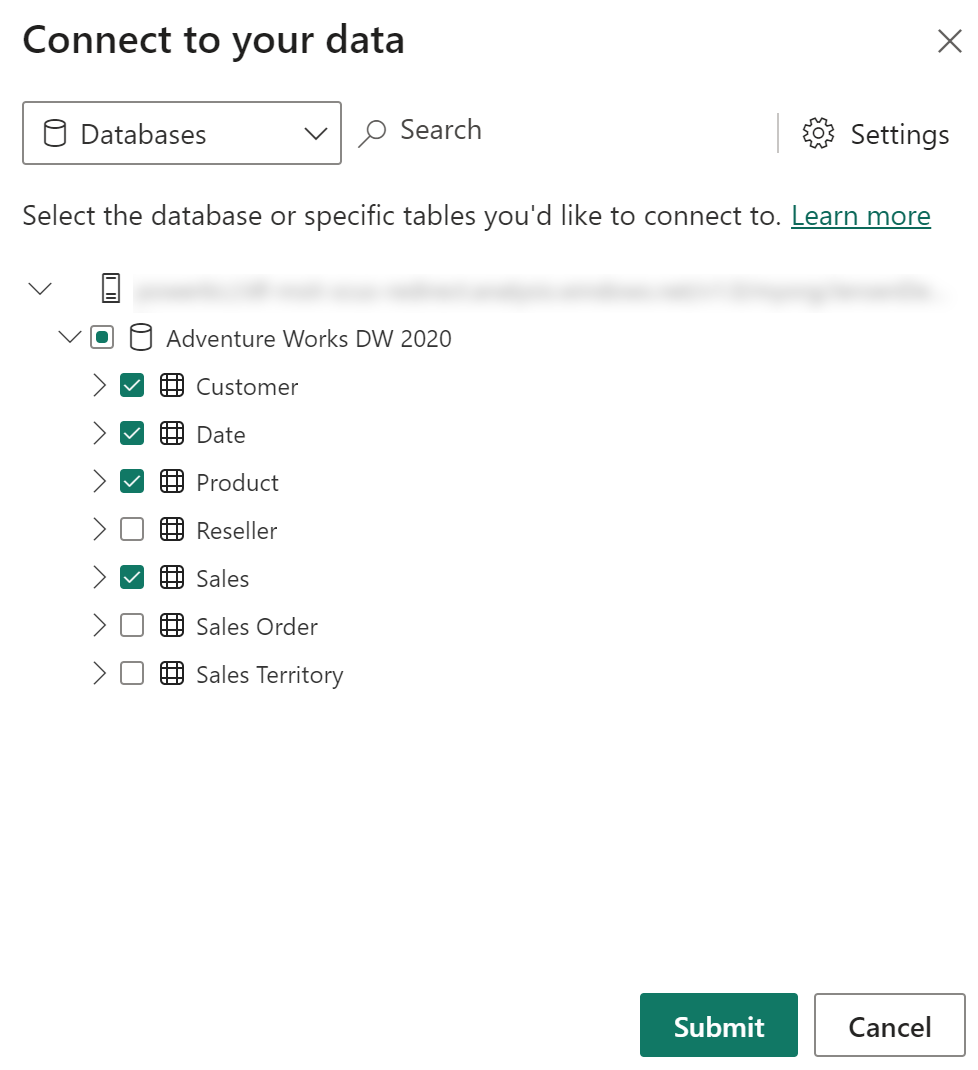 Connect to your data
Databases
Search
Settings
Select the database or specific tables you'd like to connect to. Learn more
Adventure Works DW 2020
Customer
Date
Product
Reseller
Sales
Sales Order
Sales Territory
Submit
Cancel